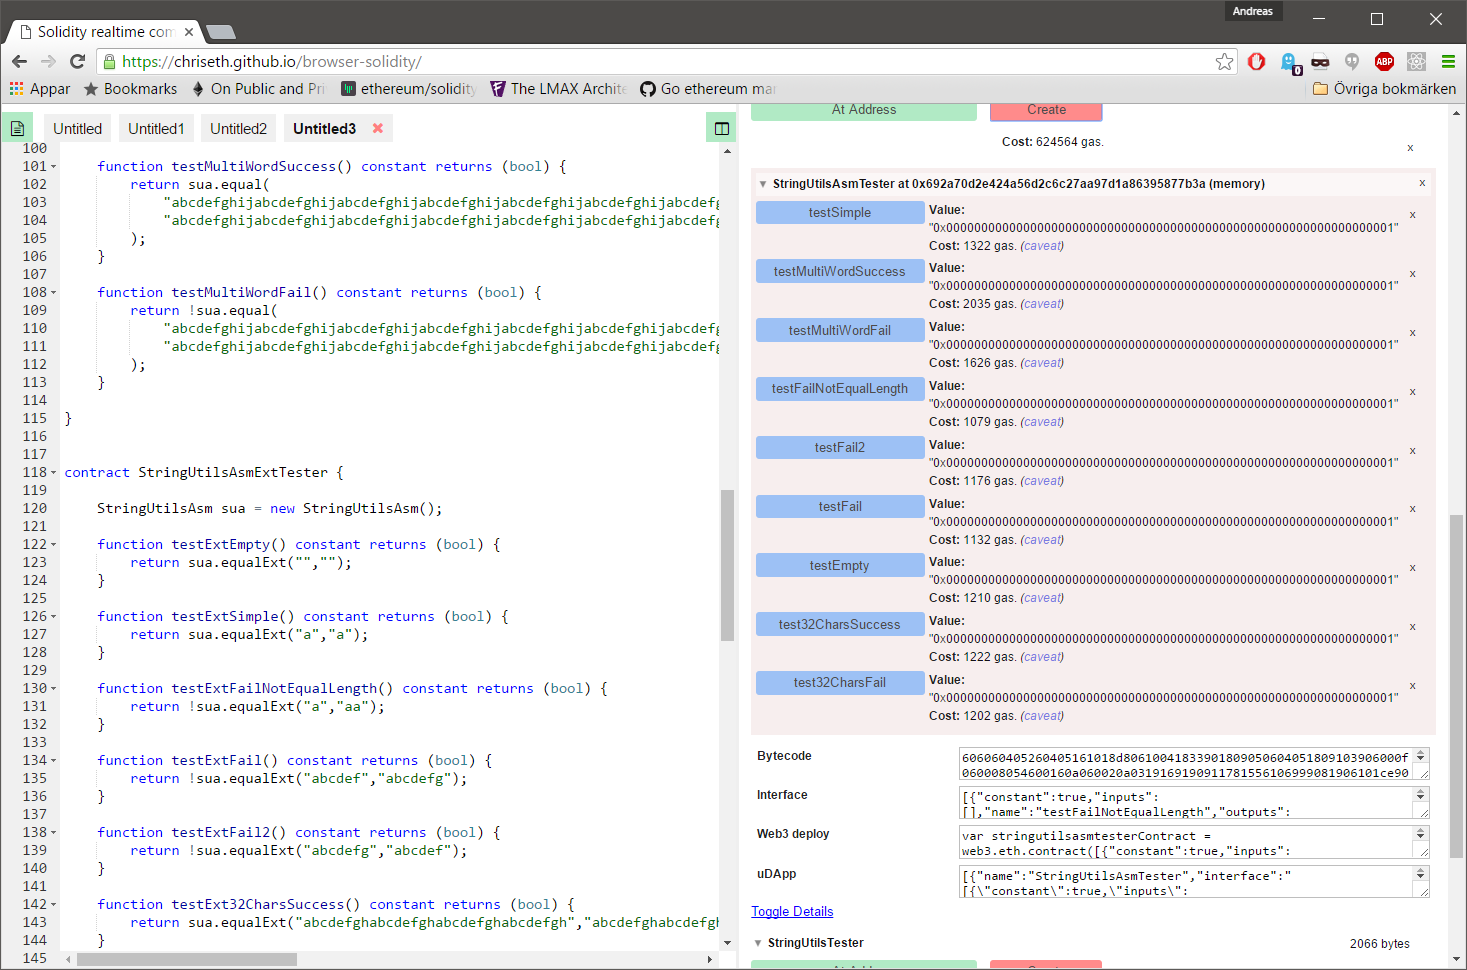 Andreas
Solidity realtime com
https://chriseth.github.io/browser-solidity/
Appar Bookmarks On Public and Pri ethereum/solidity The LMAX Archite Go ethereum mar Övriga bokmärken
Untitled Untitled1 Untitled2 Untitled3
100
101 function testMultiWordSuccess() constant returns (bool) {
102 return sua.equal(
103 "abcdefghijabcdefghijabcdefghijabcdefghijabcdefghijabcdefghijabcdefg
104 "abcdefghijabcdefghijabcdefghijabcdefghijabcdefghijabcdefghijabcdefg
105 );
106 }
107
108 function testMultiWordFail() constant returns (bool) {
109 return !sua.equal(
110 "abcdefghijabcdefghijabcdefghijabcdefghijabcdefghijabcdefghijabcdefg
111 "abcdefghijabcdefghijabcdefghijabcdefghijabcdefghijabcdefghijabcdefg
112 );
113 }
114
115 }
116
117
118 contract StringUtilsAsmExtTester {
119
120 StringUtilsAsm sua = new StringUtilsAsm();
121
122 function testExtEmpty() constant returns (bool) {
123 return sua.equalExt("","");
124 }
125
126 function testExtSimple() constant returns (bool) {
127 return sua.equalExt("a","a");
128 }
129
130 function testExtFailNotEqualLength() constant returns (bool) {
131 return !sua.equalExt("a","aa");
132 }
133
134 function testExtFail() constant returns (bool) {
135 return !sua.equalExt("abcdef","abcdefg");
136 }
137
138 function testExtFail2() constant returns (bool) {
139 return !sua.equalExt("abcdefg","abcdef");
140 }
141
142 function testExt32CharsSuccess() constant returns (bool) {
143 return sua.equalExt("abcdefghabcdefghabcdefghabcdefgh","abcdefghabcdefgh
144 }
145
At Address Create
Cost: 624564 gas.
x
StringUtilsAsmTester at 0x692a70d2e424a56d2c6c27aa97d1a86395877b3a (memory) x
testSimple Value: x
"0x0000000000000000000000000000000000000000000000000000000000000001"
Cost: 1322 gas. (caveat)
testMultiWordSuccess Value: x
"0x0000000000000000000000000000000000000000000000000000000000000001"
Cost: 2035 gas. (caveat)
testMultiWordFail Value: x
"0x0000000000000000000000000000000000000000000000000000000000000001"
Cost: 1626 gas. (caveat)
testFailNotEqualLength Value: x
"0x0000000000000000000000000000000000000000000000000000000000000001"
Cost: 1079 gas. (caveat)
testFail2 Value: x
"0x0000000000000000000000000000000000000000000000000000000000000001"
Cost: 1176 gas. (caveat)
testFail Value: x
"0x0000000000000000000000000000000000000000000000000000000000000001"
Cost: 1132 gas. (caveat)
testEmpty Value: x
"0x0000000000000000000000000000000000000000000000000000000000000001"
Cost: 1210 gas. (caveat)
test32CharsSuccess Value: x
"0x0000000000000000000000000000000000000000000000000000000000000001"
Cost: 1222 gas. (caveat)
test32CharsFail Value: x
"0x0000000000000000000000000000000000000000000000000000000000000001"
Cost: 1202 gas. (caveat)
Bytecode 606060405260405161018d80610041833901809050604051809103906000f
060008054600160a060020a0319169190911781556106999081906101ce90
Interface [{"constant":true,"inputs":
[],"name":"testFailNotEqualLength","outputs":
Web3 deploy var stringutilsasmtesterContract =
web3.eth.contract([{"constant":true,"inputs":
uDApp [{"name":"StringUtilsAsmTester","interface":"
[{\"constant\":true,\"inputs\":
Toggle Details
StringUtilsTester 2066 bytes